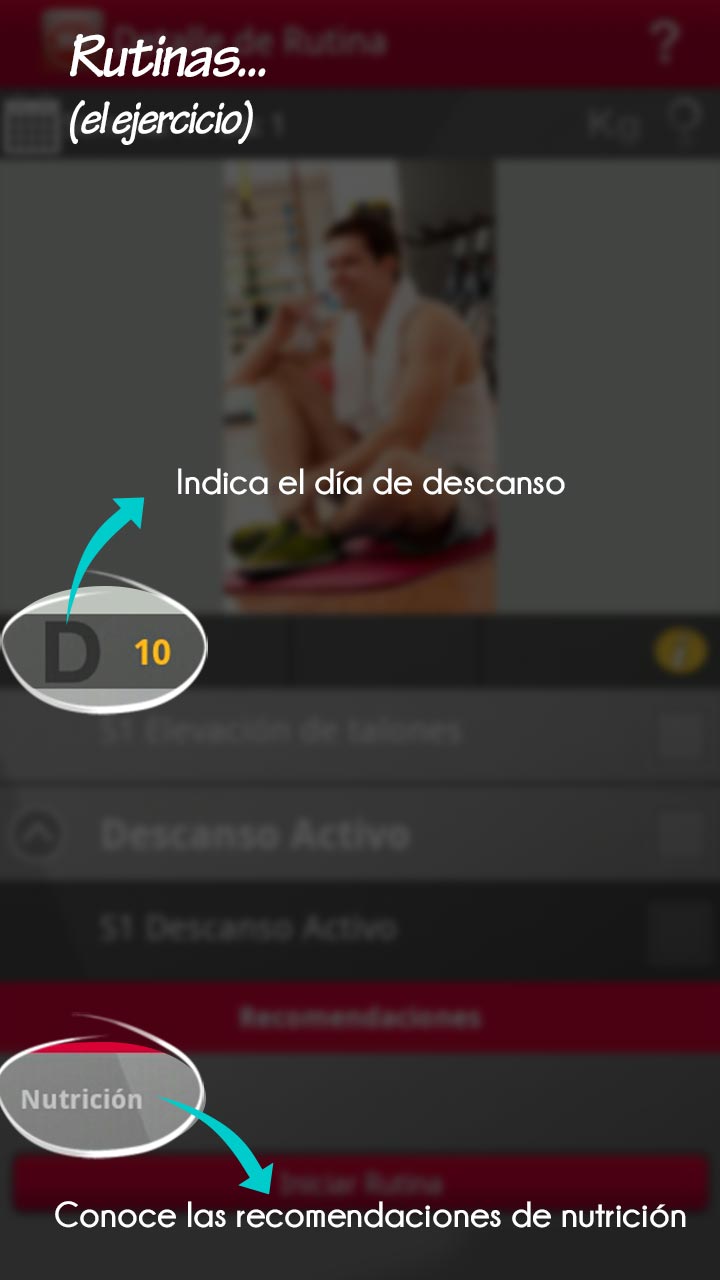 Rutinas...
Detalle de Rutina
?
(el ejercicio)
1
Kg
Indica el día de descanso
D 10
i
S1 Elevación de talones
Descanso Activo
S1 Descanso Activo
Recomendaciones
Nutrición
Iniciar Rutina
Conoce las recomendaciones de nutrición